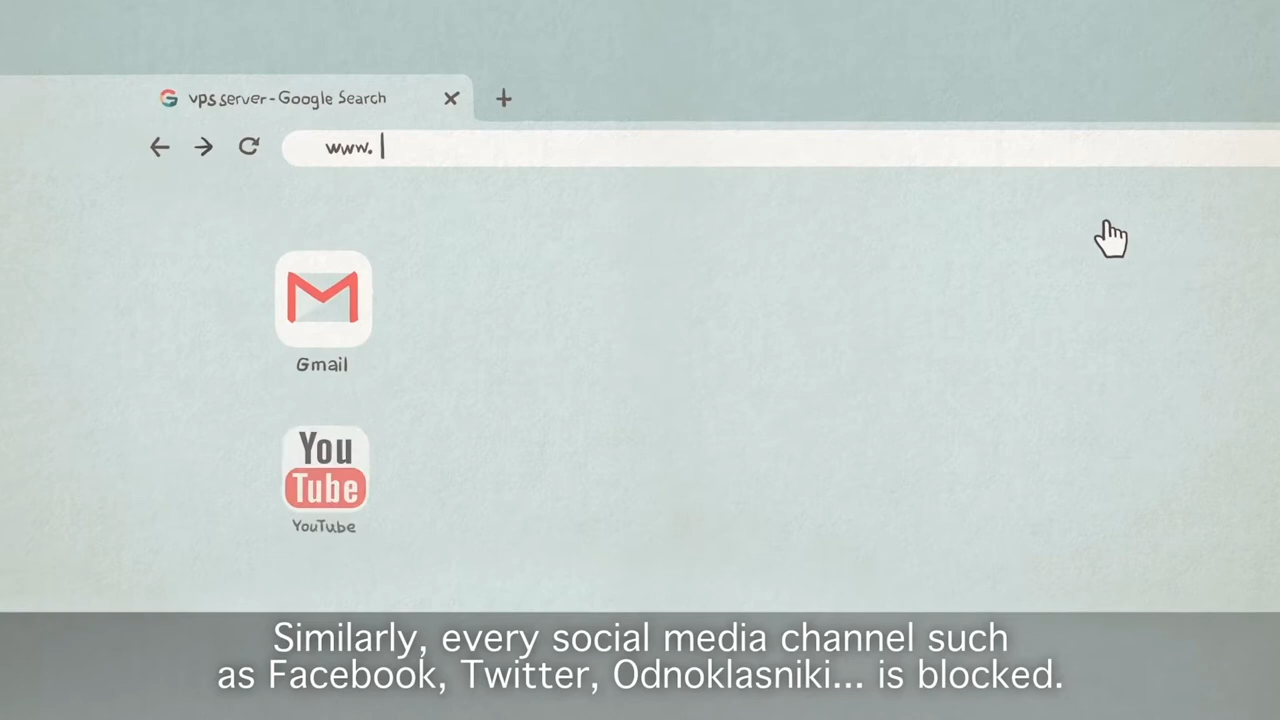 vps server - Google Search
www.
Gmail
You
Tube
YouTube
Similarly, every social media channel such
as Facebook, Twitter, Odnoklasniki... is blocked.